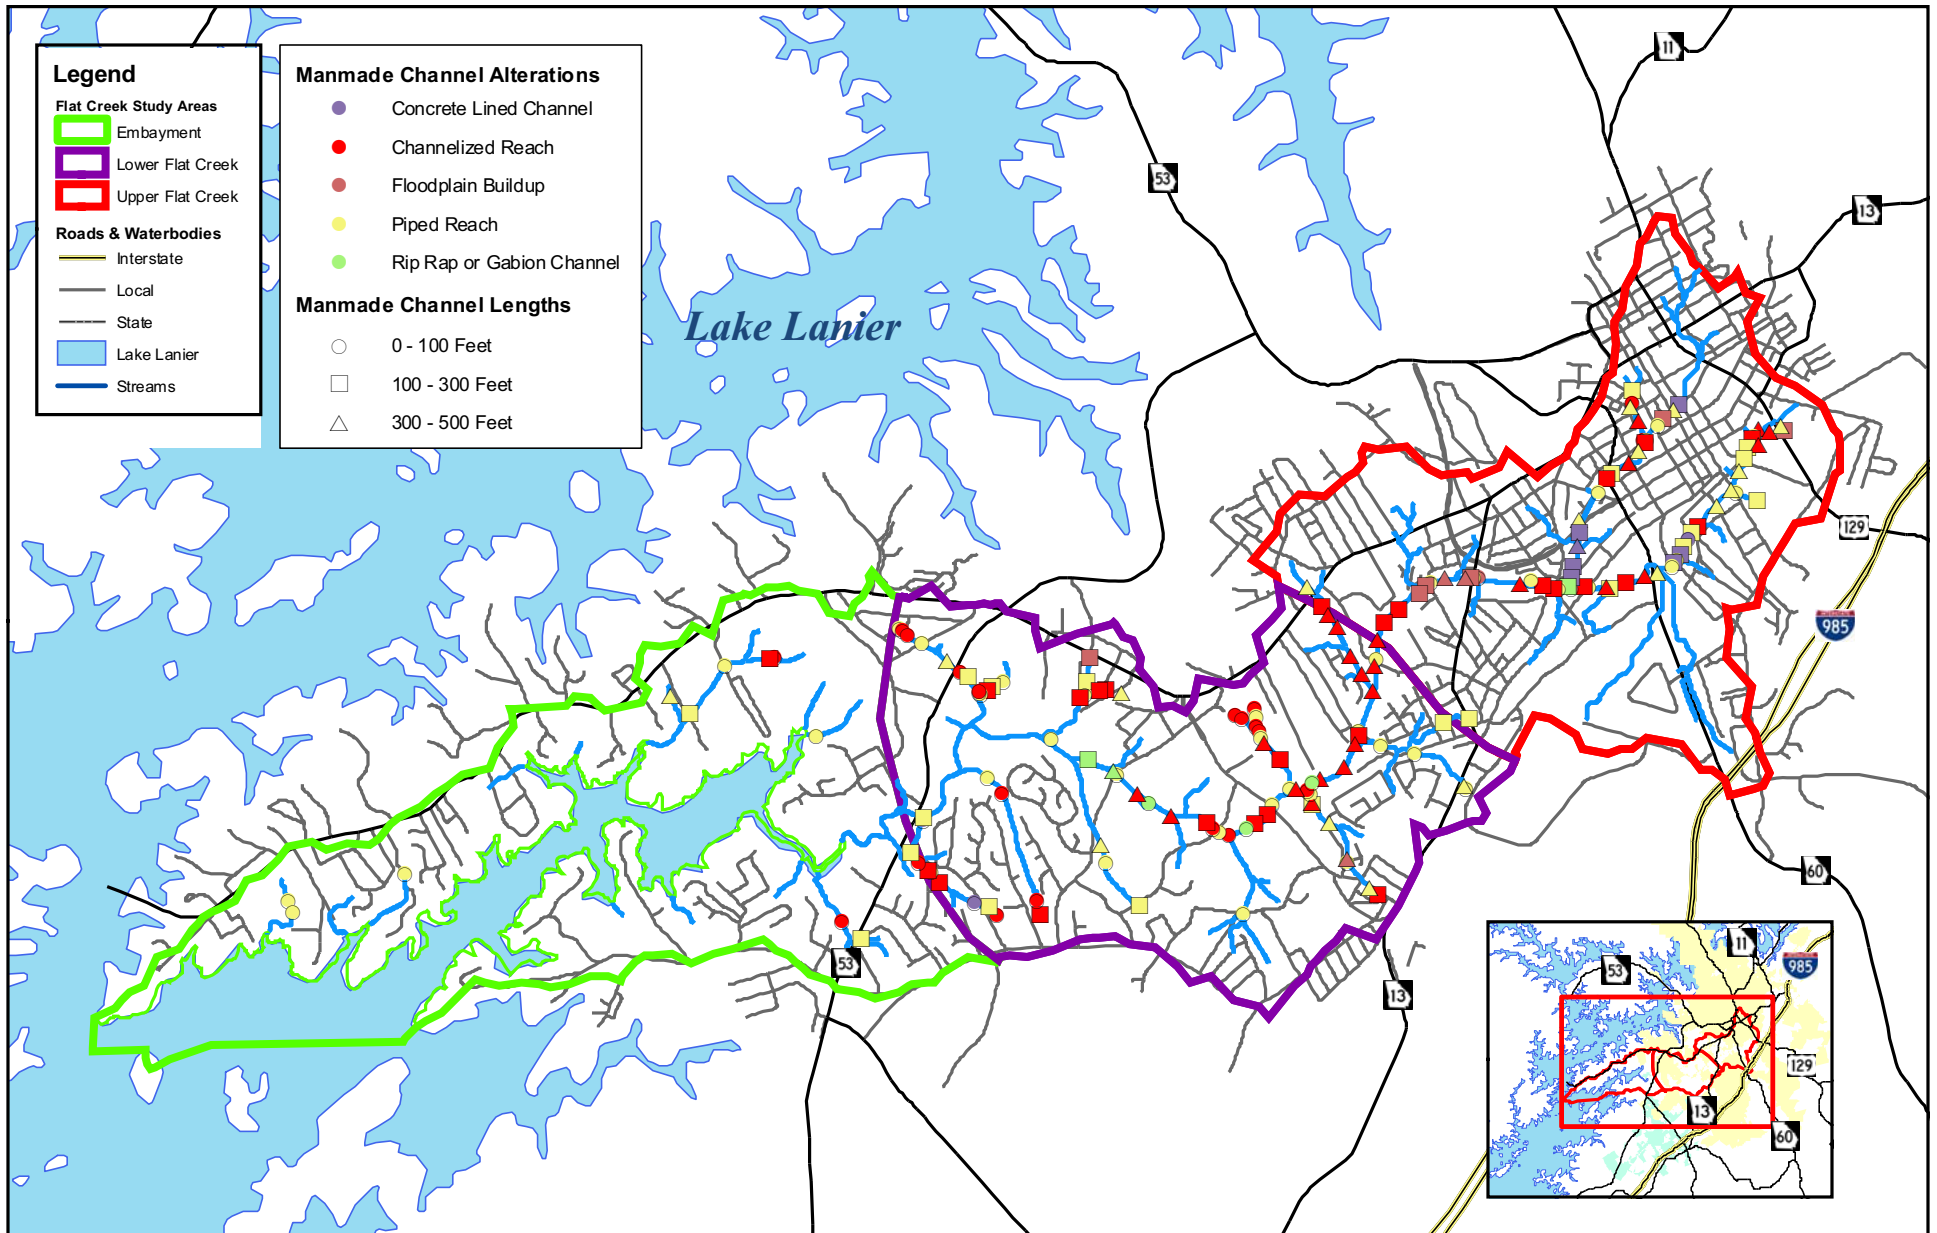 Legend
Flat Creek Study Areas
Embayment
Lower Flat Creek
Upper Flat Creek
Roads & Waterbodies
Interstate
Local
State
Lake Lanier
Streams
Manmade Channel Alterations
Concrete Lined Channel
Channelized Reach
Floodplain Buildup
Piped Reach
Rip Rap or Gabion Channel
Manmade Channel Lengths
0 - 100 Feet
100 - 300 Feet
300 - 500 Feet
Lake Lanier
11
53
13
129
985
60
53
13
11
53
985
129
13
60